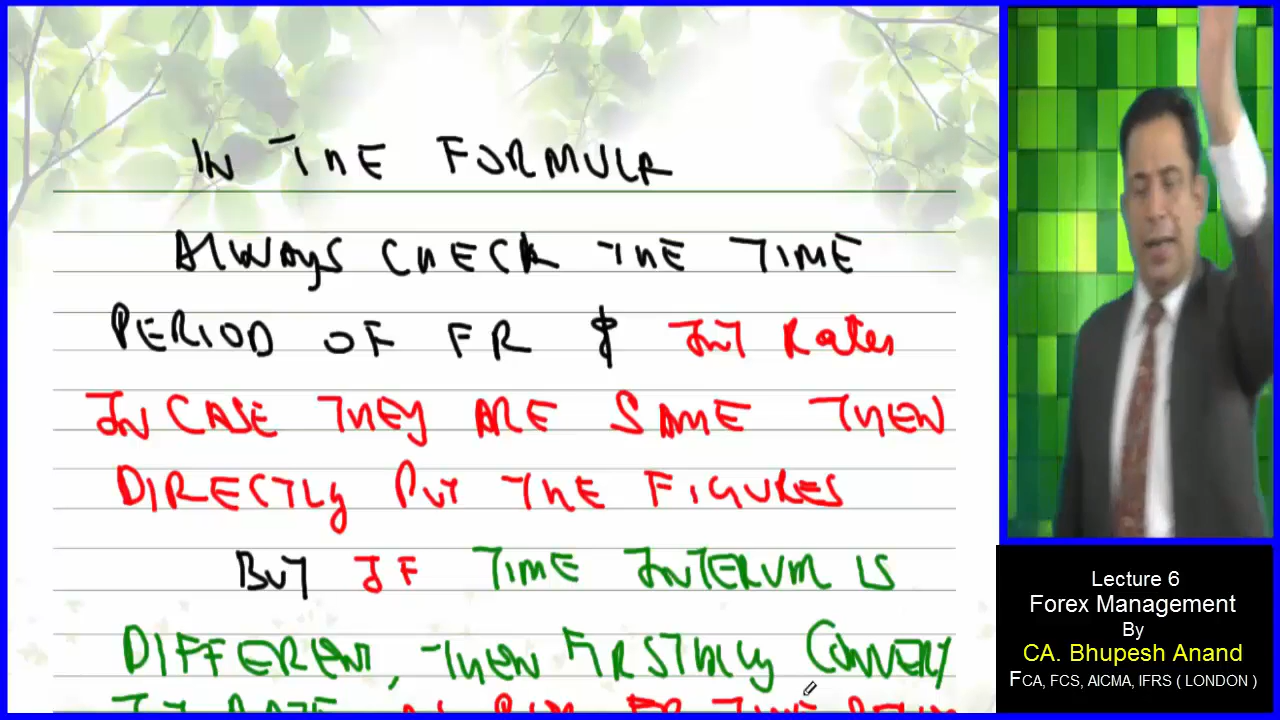 IN THE FORMULA
ALWAYS CHECK THE TIME
PERIOD OF FR & INT Rates
IN CASE THEY ARE SAME THEN
DIRECTLY PUT THE FIGURES
BUT IF TIME INTERVAL IS
DIFFERENT, THEN FIRSTLY CONVERT
Lecture 6
Forex Management
By
CA. Bhupesh Anand
FCA, FCS, AICMA, IFRS ( LONDON )